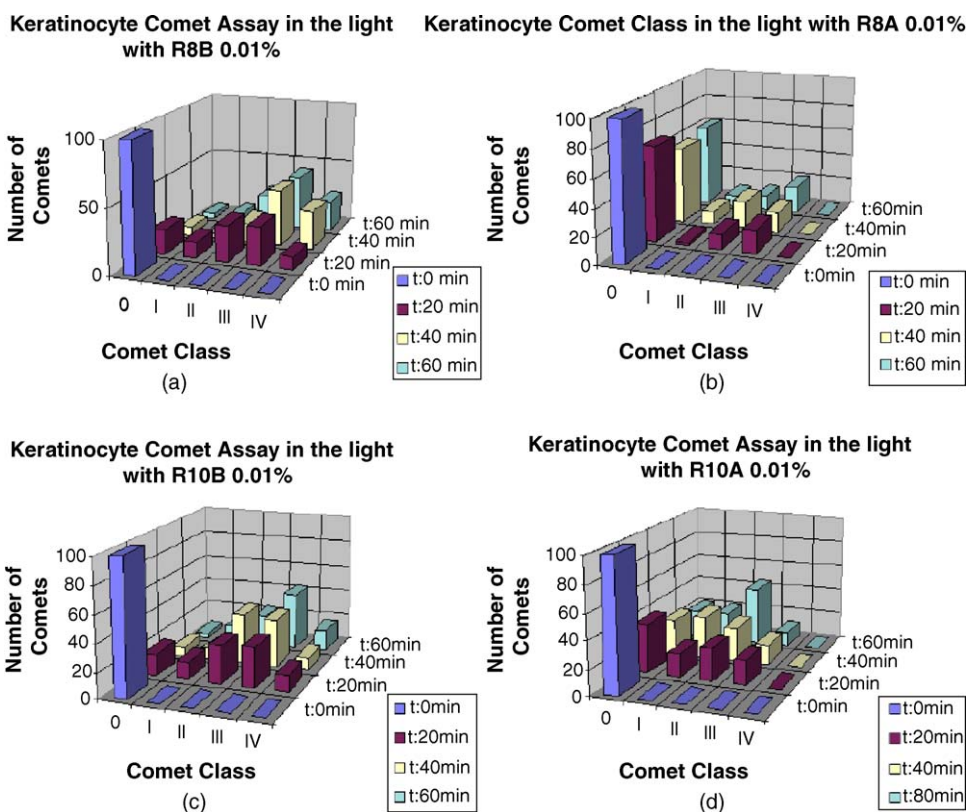 Keratinocyte Comet Assay in the light
with R8B 0.01%
Number of
Comets
100
50
0
0
I
II
III
IV
t:60 min
t:40 min
t:20 min
t:0 min
Comet Class
t:0 min
t:20 min
t:40 min
t:60 min
(a)
Keratinocyte Comet Class in the light with R8A 0.01%
Number of
Comets
100
80
60
40
20
0
0
I
II
III
IV
t:60min
t:40min
t:20min
t:0min
Comet Class
t:0 min
t:20 min
t:40 min
t:60 min
(b)
Keratinocyte Comet Assay in the light
with R10B 0.01%
Number of
Comets
100
80
60
40
20
0
0
I
II
III
IV
t:60min
t:40min
t:20min
t:0min
Comet Class
t:0min
t:20min
t:40min
t:60min
(c)
Keratinocyte Comet Assay in the light
with R10A 0.01%
Number of
Comets
100
80
60
40
20
0
0
I
II
III
IV
t:60min
t:40min
t:20min
t:0min
Comet Class
t:0min
t:20min
t:40min
t:80min
(d)